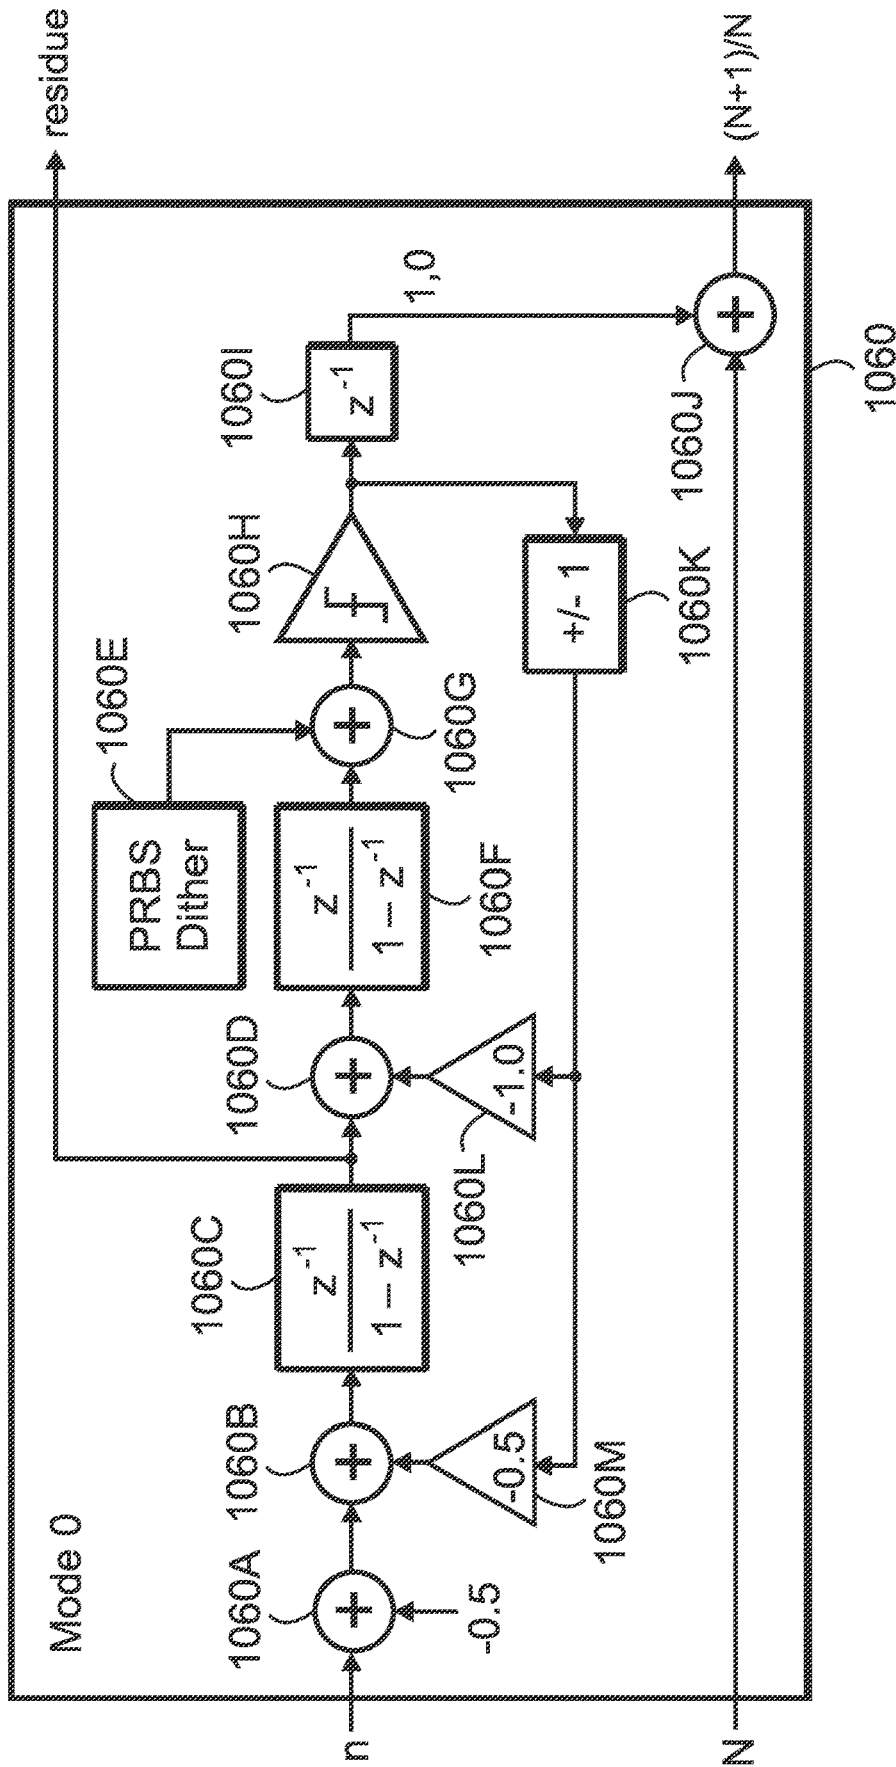 Mode 0
residue
1060E
PRBS
Dither
1060A
1060B
1060C
1060D
1060H
1060I
n
+
+
z⁻¹
1 – z⁻¹
+
z⁻¹
1 – z⁻¹
+
z⁻¹
1060F
1060G
1,0
-0.5
-0.5
-1.0
+/- 1
1060M
1060L
1060K
1060J
N
+
(N+1)/N
1060